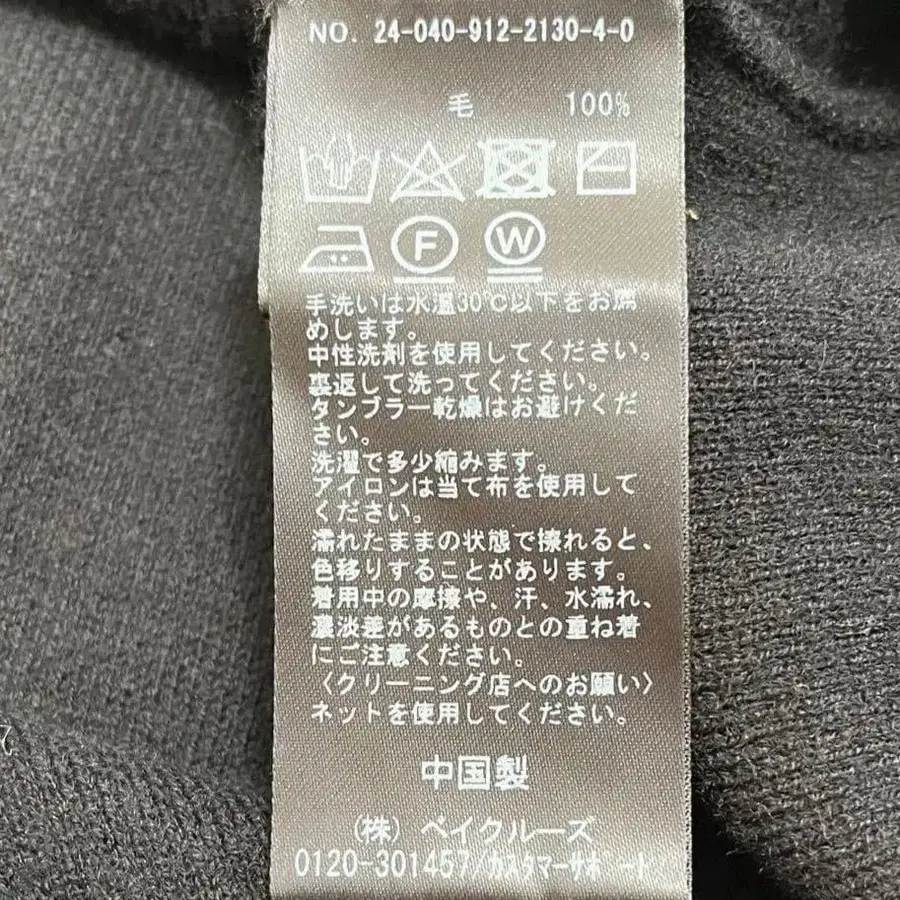 NO. 24-040-912-2130-4-0
毛 100%
F W
手洗いは水温30℃以下をお薦
めします。
中性洗剤を使用してください。
裏返して洗ってください。
タンブラー乾燥はお避けくだ
さい。
洗濯で多少縮みます。
アイロンは当て布を使用して
ください。
濡れたままの状態で擦れると、
色移りすることがあります。
着用中の摩擦や、汗、水濡れ、
濃淡差があるものとの重ね着
にご注意ください。
〈クリーニング店へのお願い〉
ネットを使用してください。
中国製
(株) ベイクルーズ
0120-301457/カスタマーサポート